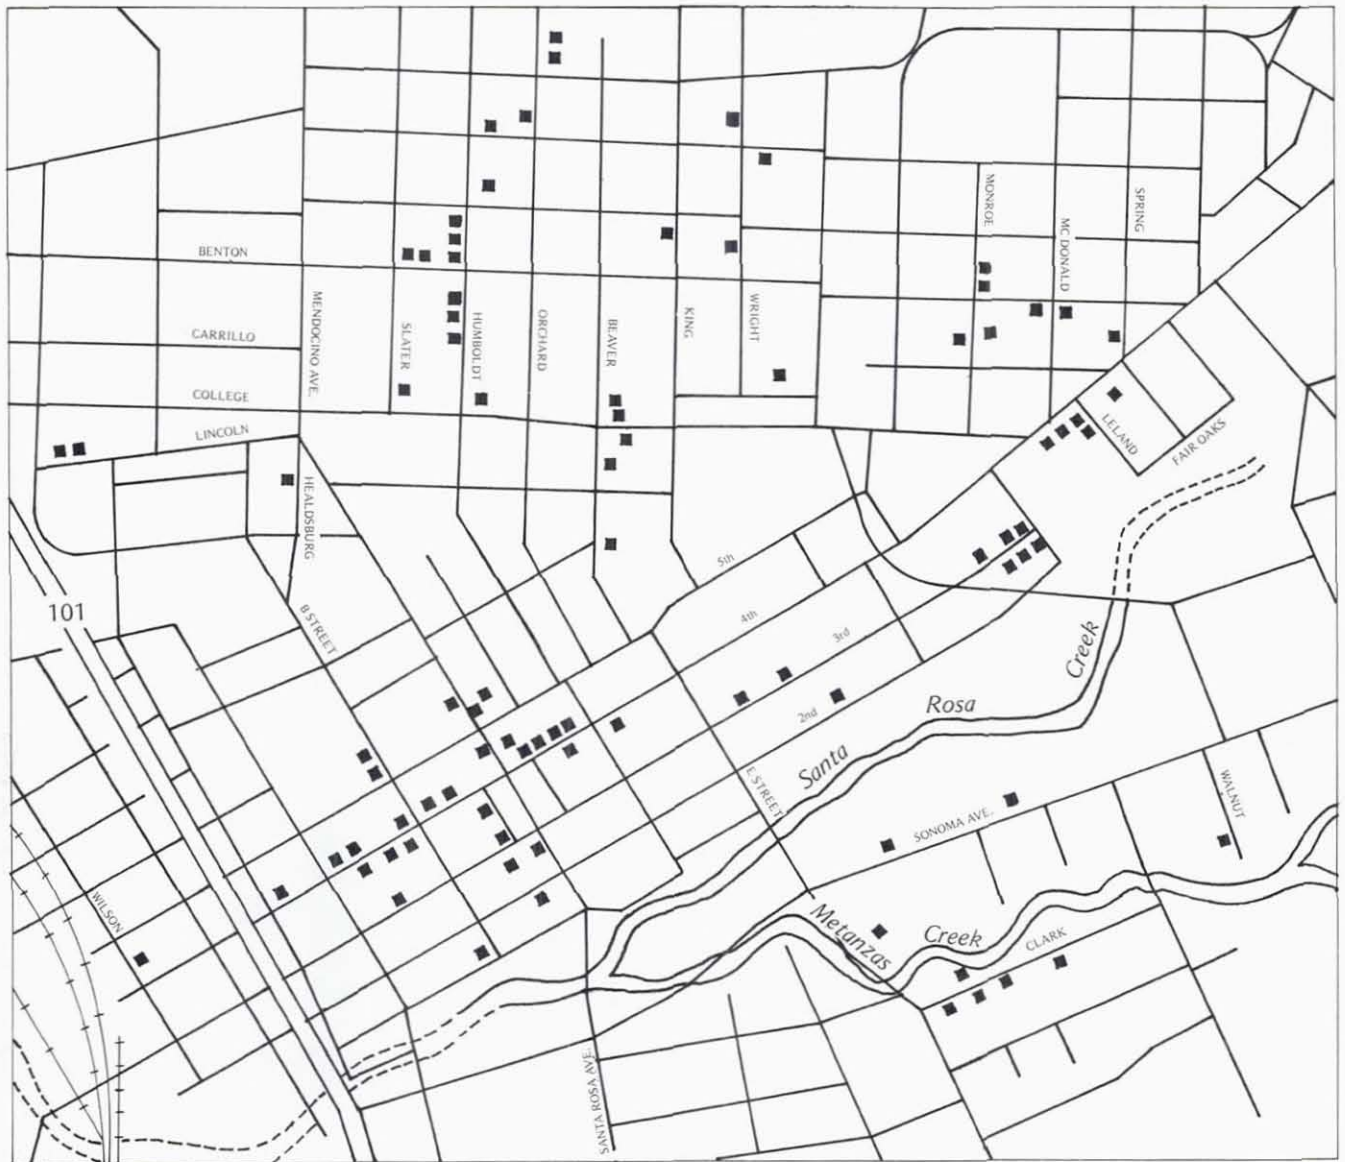 MONROE
MC DONALD
SPRING
BENTON
MENDOCINO AVE.
SLATER
HUMBOLDT
ORCHARD
BEAVER
KING
WRIGHT
CARRILLO
COLLEGE
LINCOLN
LELAND
FAIR OAKS
HEALDSBURG
101
B STREET
5th
4th
3rd
2nd
Santa
Rosa
Creek
E STREET
SONOMA AVE.
WALNUT
WILSON
Metanzas
Creek
CLARK
SANTA ROSA AVE.